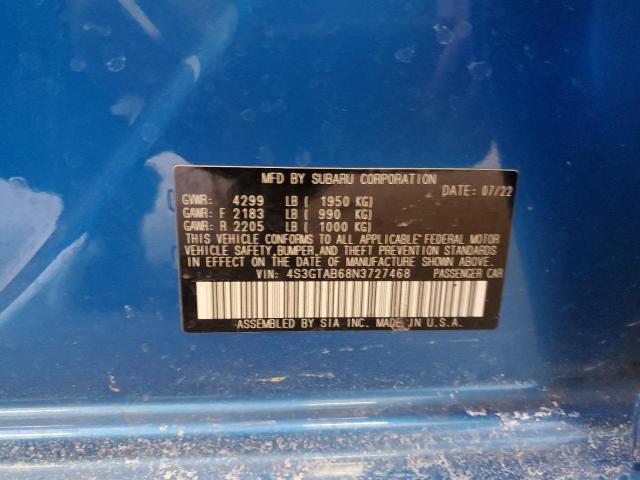 MFD BY SUBARU CORPORATION
DATE: 07/22
GVWR: 4299 LB ( 1950 KG)
GAWR: F 2183 LB ( 990 KG)
GAWR: R 2205 LB ( 1000 KG)
THIS VEHICLE CONFORMS TO ALL APPLICABLE FEDERAL MOTOR
VEHICLE SAFETY, BUMPER, AND THEFT PREVENTION STANDARDS
IN EFFECT ON THE DATE OF MANUFACTURE SHOWN ABOVE.
VIN: 4S3GTAB68N3727468 PASSENGER CAR
ASSEMBLED BY SIA INC. MADE IN U.S.A.